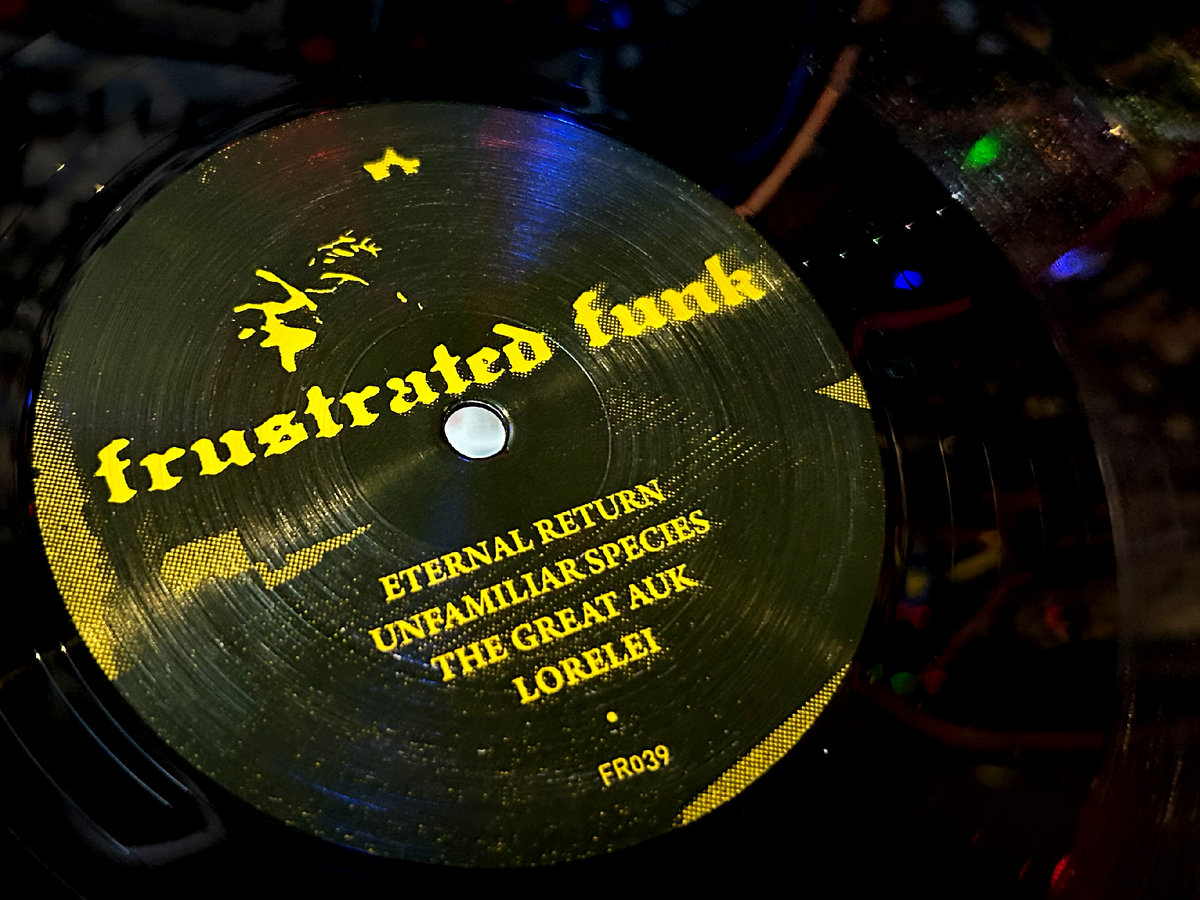 frustrated funk
ETERNAL RETURN
UNFAMILIAR SPECIES
THE GREAT AUK
LORELEI
FR039